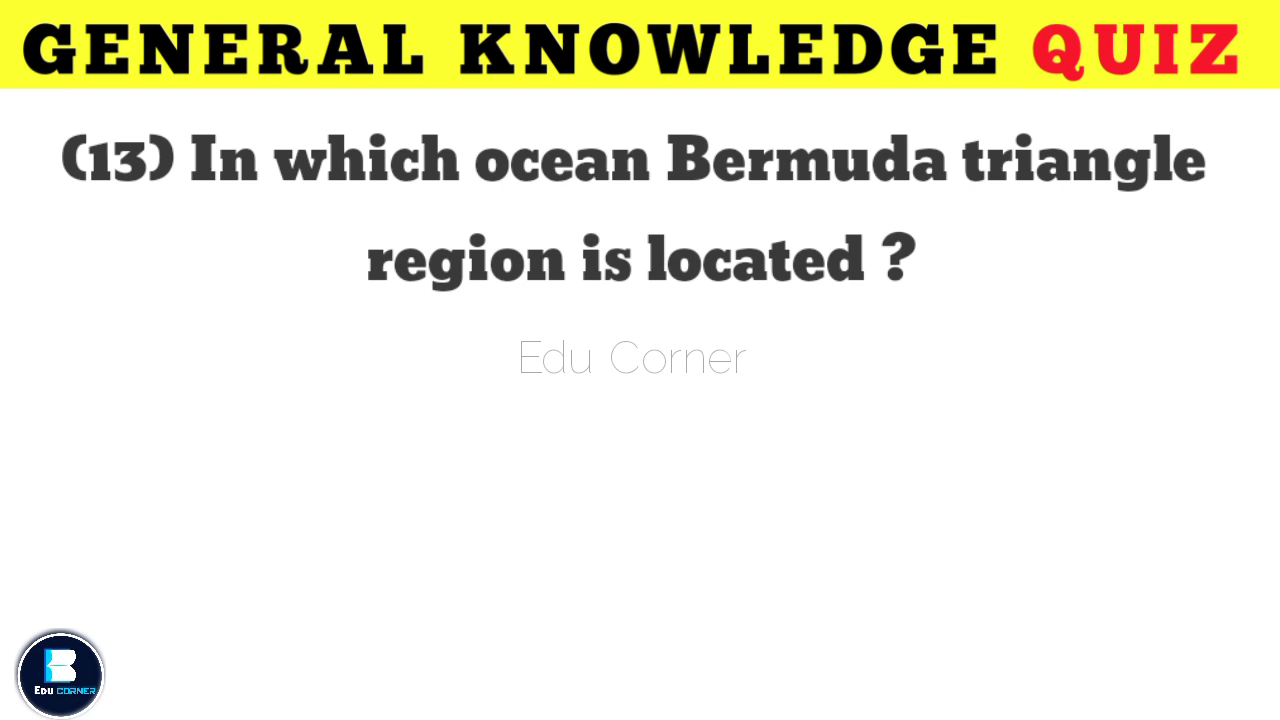 GENERAL KNOWLEDGE QUIZ
(13) In which ocean Bermuda triangle
region is located ?
Edu Corner
EDU CORNER